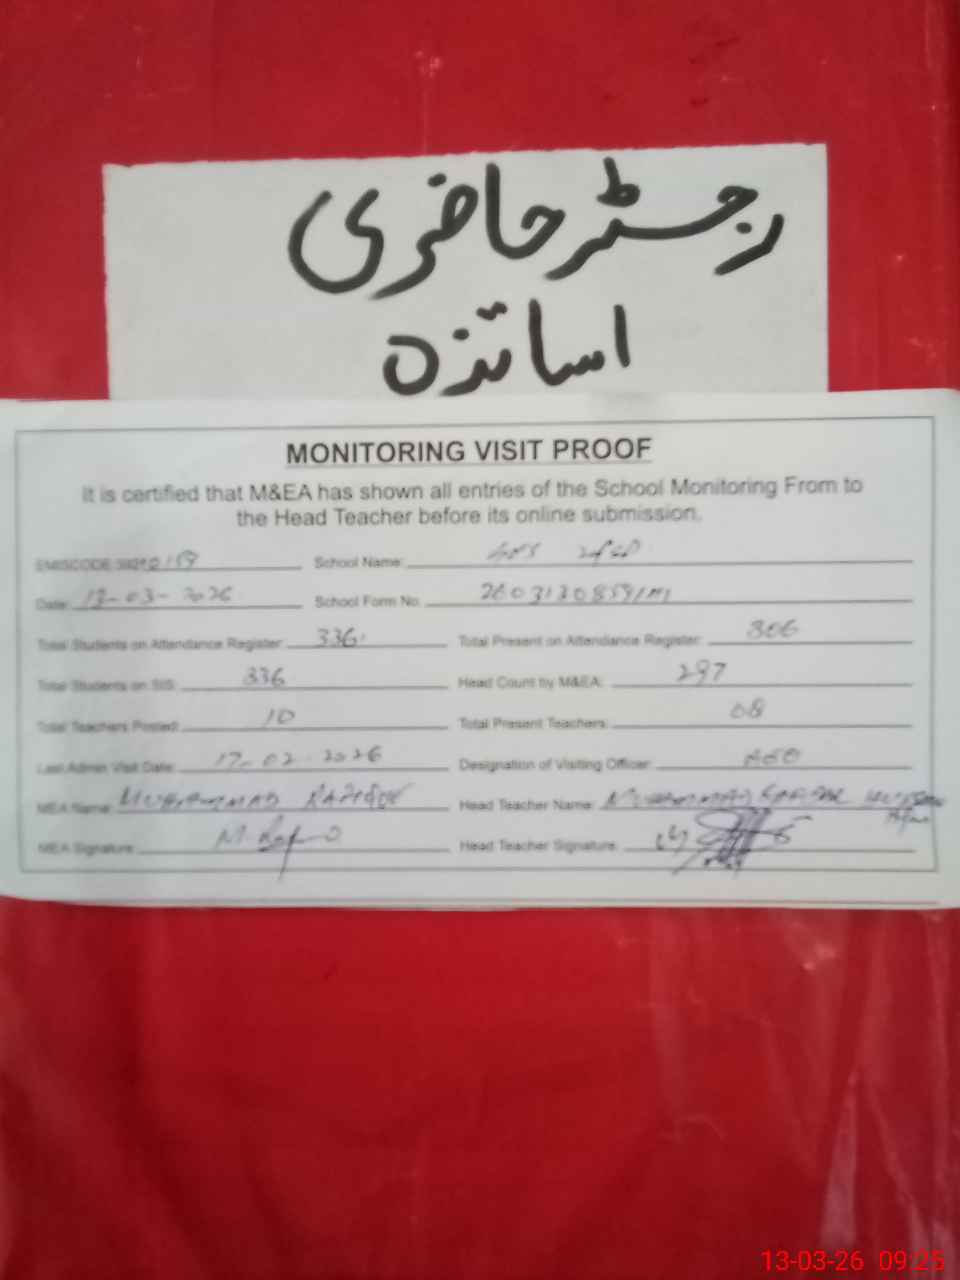 رجسٹر حاضری
اساتذہ
MONITORING VISIT PROOF
It is certified that M&EA has shown all entries of the School Monitoring From to
the Head Teacher before its online submission.
EMISCODE School Name:
Date: 13-03-2026 School Form No.
Total Students on Attendance Register: 336 Total Present on Attendance Register: 306
Total Students on SIS: 336 Head Count by M&EA: 297
Total Teachers Posted: 10 Total Present Teachers: 08
Last Admin Visit Date: 17-02-2026 Designation of Visiting Officer: AEO
MEA Name: MUHAMMAD Head Teacher Name: MUHAMMAD
MEA Signature: Head Teacher Signature:
13-03-26 09:25